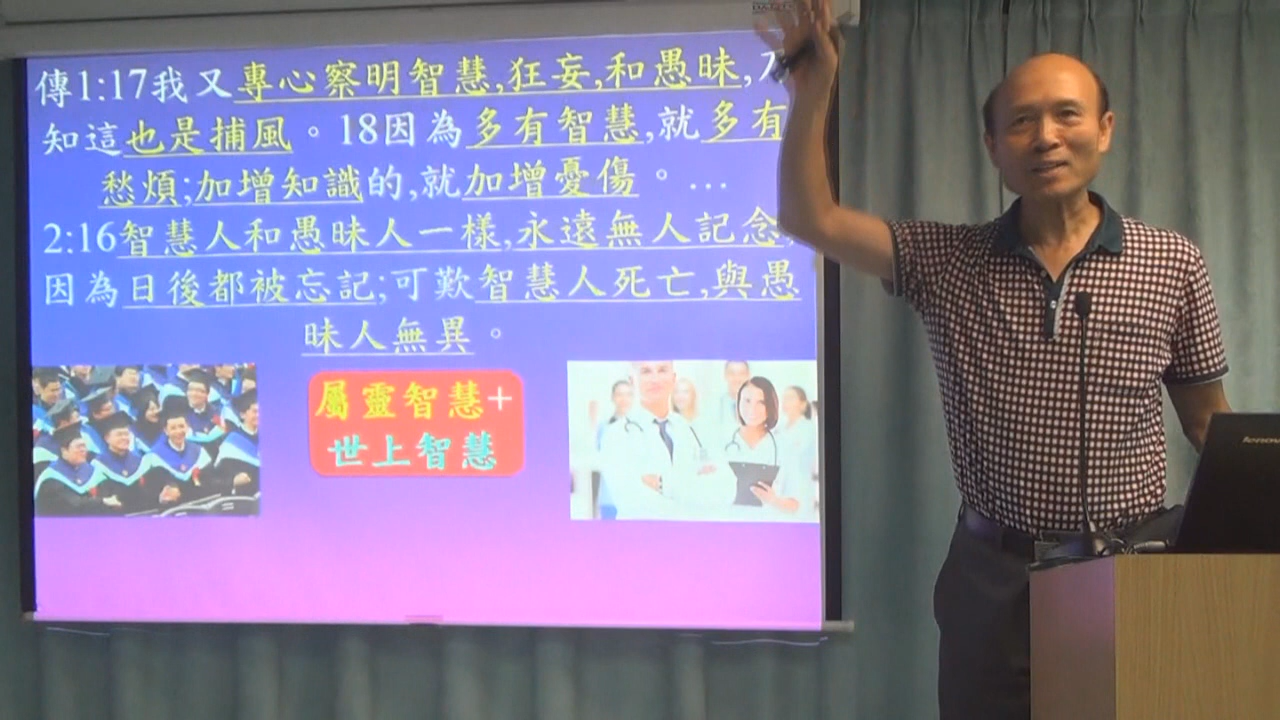 傳1:17我又專心察明智慧,狂妄,和愚昧,
知這也是捕風。18因為多有智慧,就多有
愁煩;加增知識的,就加增憂傷。…
2:16智慧人和愚昧人一樣,永遠無人記念,
因為日後都被忘記;可歎智慧人死亡,與愚
昧人無異。
屬靈智慧+
世上智慧
lenovo